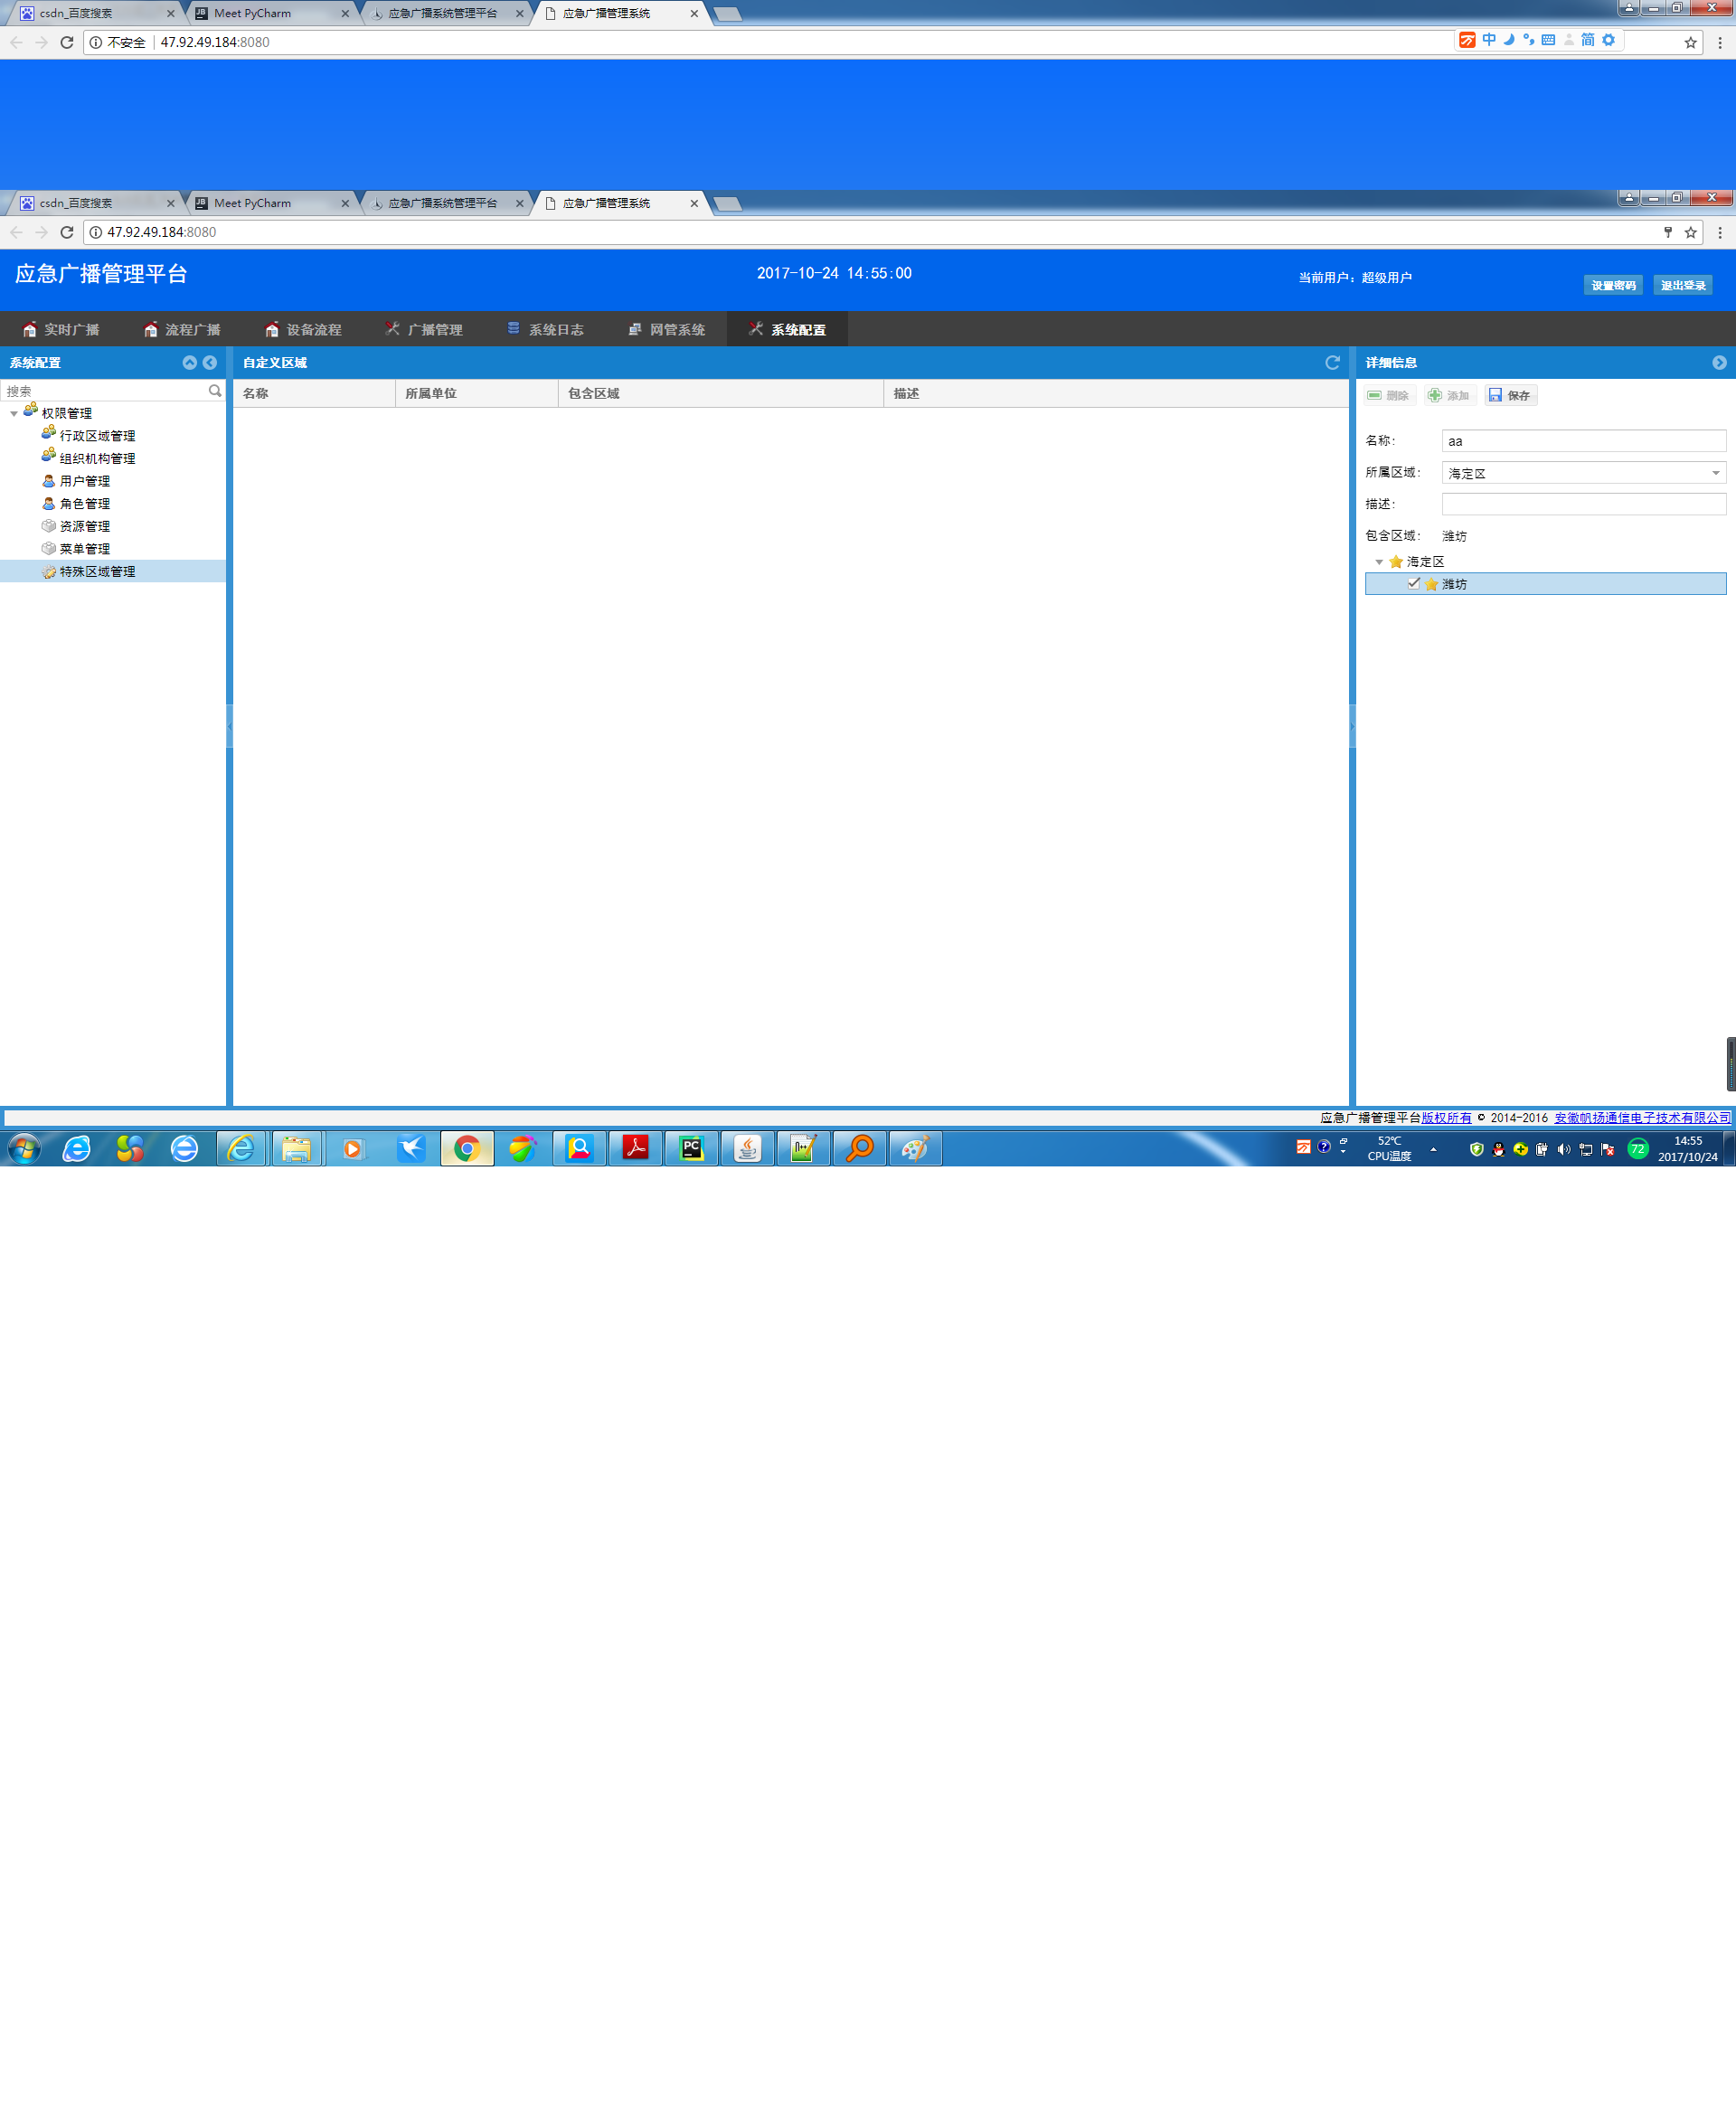 csdn_百度搜索
Meet PyCharm
应急广播系统管理平台
应急广播管理系统
不安全 47.92.49.184:8080
中 简
csdn_百度搜索
Meet PyCharm
应急广播系统管理平台
应急广播管理系统
47.92.49.184:8080
应急广播管理平台
2017-10-24 14:55:00
当前用户：超级用户
设置密码
退出登录
实时广播
流程广播
设备流程
广播管理
系统日志
网管系统
系统配置
系统配置
搜索
权限管理
行政区域管理
组织机构管理
用户管理
角色管理
资源管理
菜单管理
特殊区域管理
自定义区域
名称
所属单位
包含区域
描述
详细信息
删除
添加
保存
名称： aa
所属区域： 海定区
描述：
包含区域： 潍坊
海定区
潍坊
应急广播管理平台版权所有 © 2014-2016 安徽帆扬通信电子技术有限公司
52℃
CPU温度
72
14:55
2017/10/24